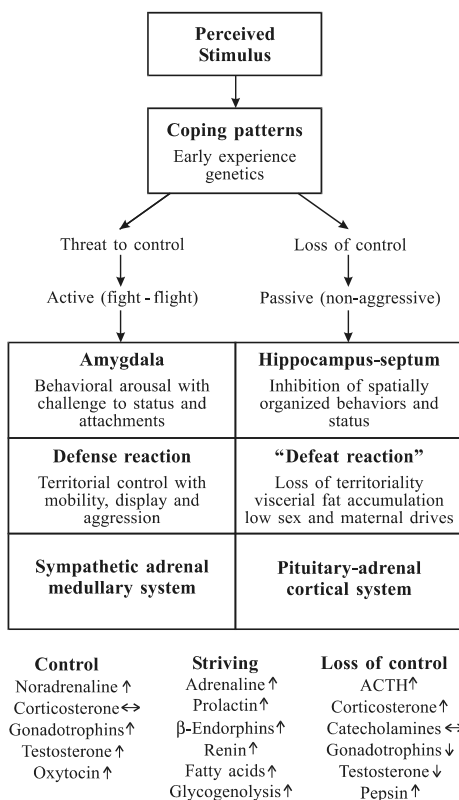 Perceived
Stimulus
Coping patterns
Early experience
genetics
Threat to control
Loss of control
Active (fight-flight)
Passive (non-aggressive)
Amygdala
Behavioral arousal with
challenge to status and
attachments
Hippocampus-septum
Inhibition of spatially
organized behaviors and
status
Defense reaction
Territorial control with
mobility, display and
aggression
“Defeat reaction”
Loss of territoriality
viscerial fat accumulation
low sex and maternal drives
Sympathetic adrenal
medullary system
Pituitary-adrenal
cortical system
Control
Noradrenaline ↑
Corticosterone ↔
Gonadotrophins ↑
Testosterone ↑
Oxytocin ↑
Striving
Adrenaline ↑
Prolactin ↑
β-Endorphins ↑
Renin ↑
Fatty acids ↑
Glycogenolysis ↑
Loss of control
ACTH ↑
Corticosterone ↑
Catecholamines ↔
Gonadotrophins ↓
Testosterone ↓
Pepsin ↑